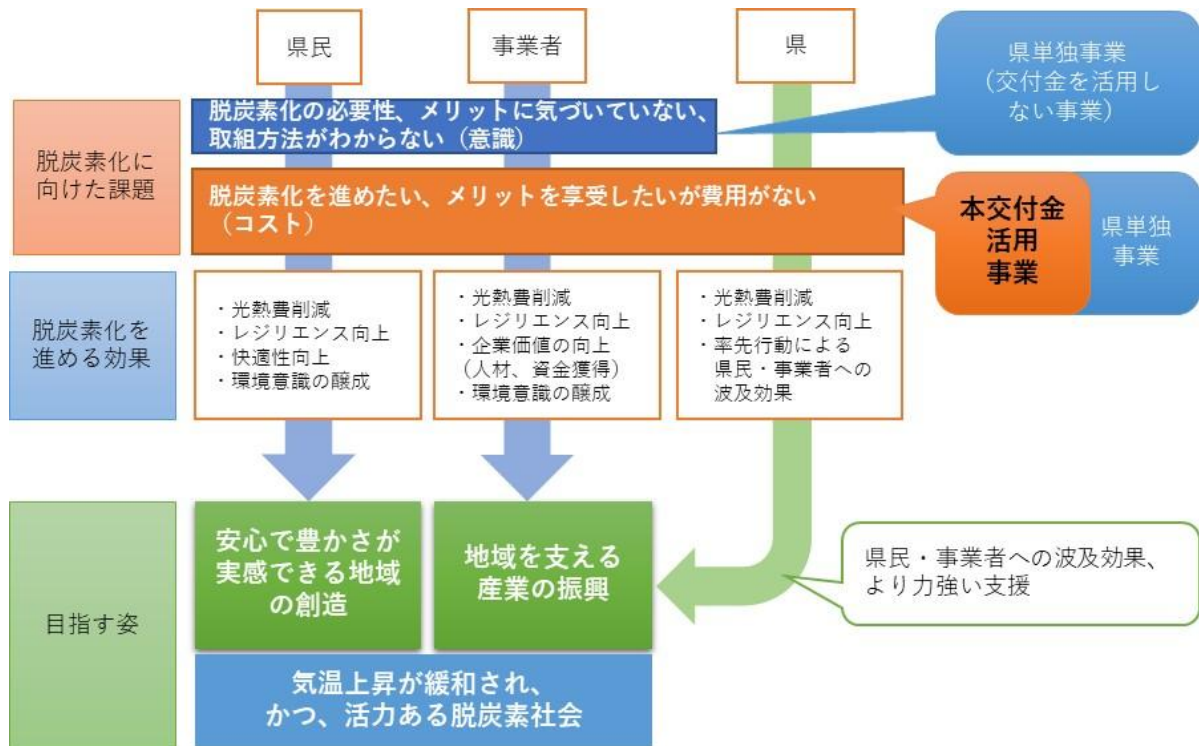 県民
事業者
県
県単独事業
(交付金を活用し
ない事業)
脱炭素化に
向けた課題
脱炭素化の必要性、メリットに気づいていない、
取組方法がわからない(意識)
脱炭素化を進めたい、メリットを享受したいが費用がない
(コスト)
本交付金
活用
事業
県単独
事業
脱炭素化を
進める効果
・光熱費削減
・レジリエンス向上
・快適性向上
・環境意識の醸成
・光熱費削減
・レジリエンス向上
・企業価値の向上
(人材、資金獲得)
・環境意識の醸成
・光熱費削減
・レジリエンス向上
・率先行動による
県民・事業者への
波及効果
目指す姿
安心で豊かさが
実感できる地域
の創造
地域を支える
産業の振興
県民・事業者への波及効果、
より力強い支援
気温上昇が緩和され、
かつ、活力ある脱炭素社会